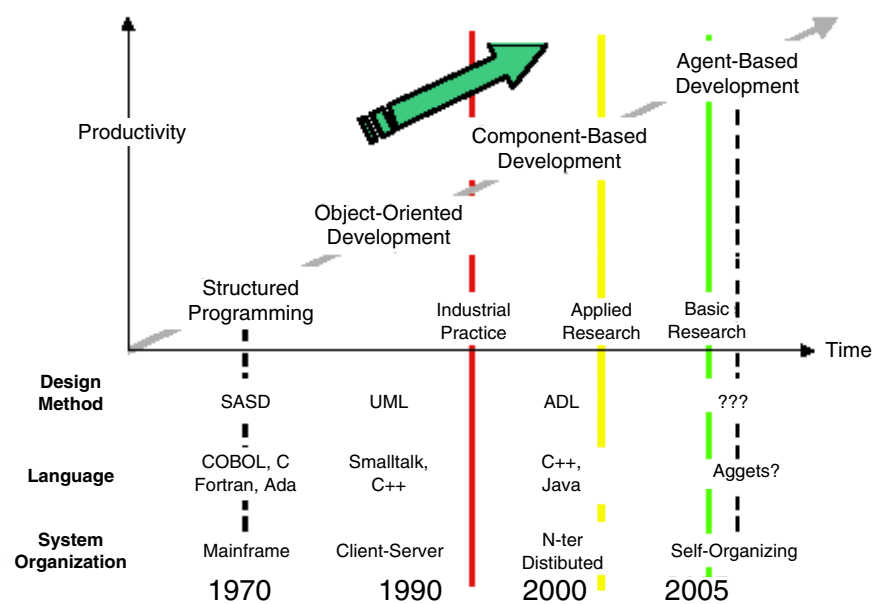 Agent-Based
Development
Productivity
Component-Based
Development
Object-Oriented
Development
Structured
Programming
Industrial
Practice
Applied
Research
Basic
Research
Time
Design
Method
SASD
UML
ADL
???
Language
COBOL, C
Fortran, Ada
Smalltalk,
C++
C++,
Java
Aggets?
System
Organization
Mainframe
Client-Server
N-ter
Distibuted
Self-Organizing
1970
1990
2000
2005